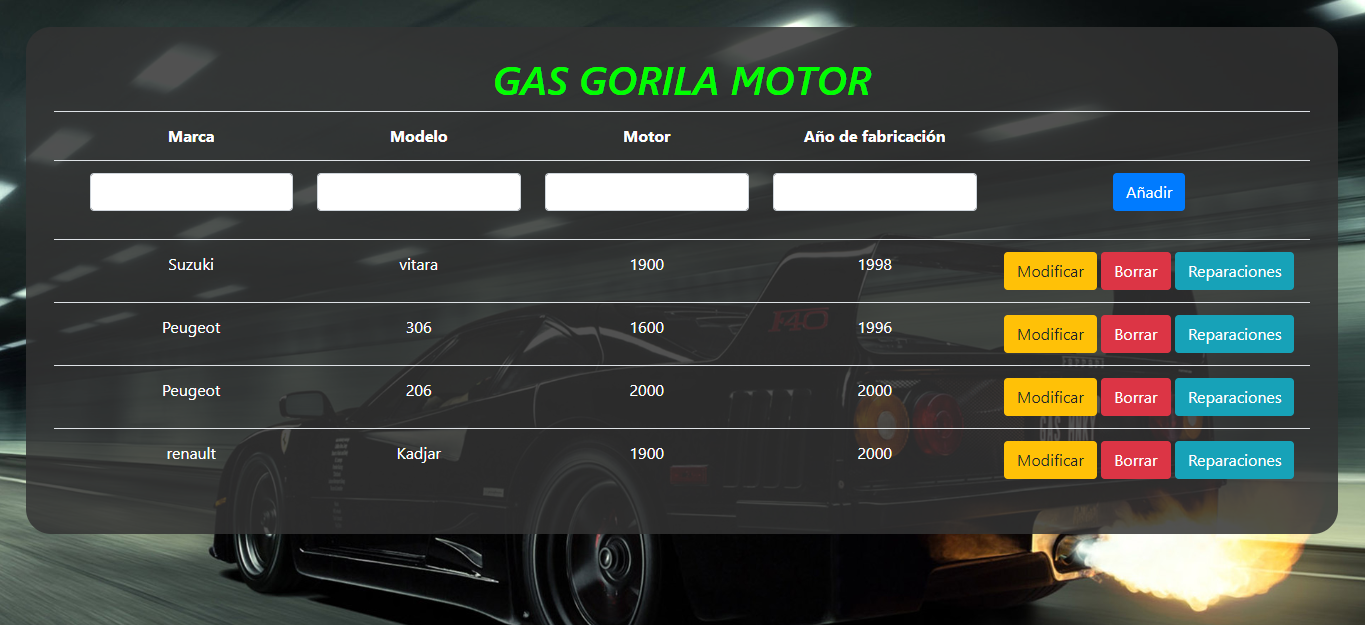 GAS GORILA MOTOR
Marca Modelo Motor Año de fabricación
Añadir
Suzuki vitara 1900 1998 Modificar Borrar Reparaciones
F40
Peugeot 306 1600 1996 Modificar Borrar Reparaciones
Peugeot 206 2000 2000 Modificar Borrar Reparaciones
renault Kadjar 1900 2000 Modificar Borrar Reparaciones